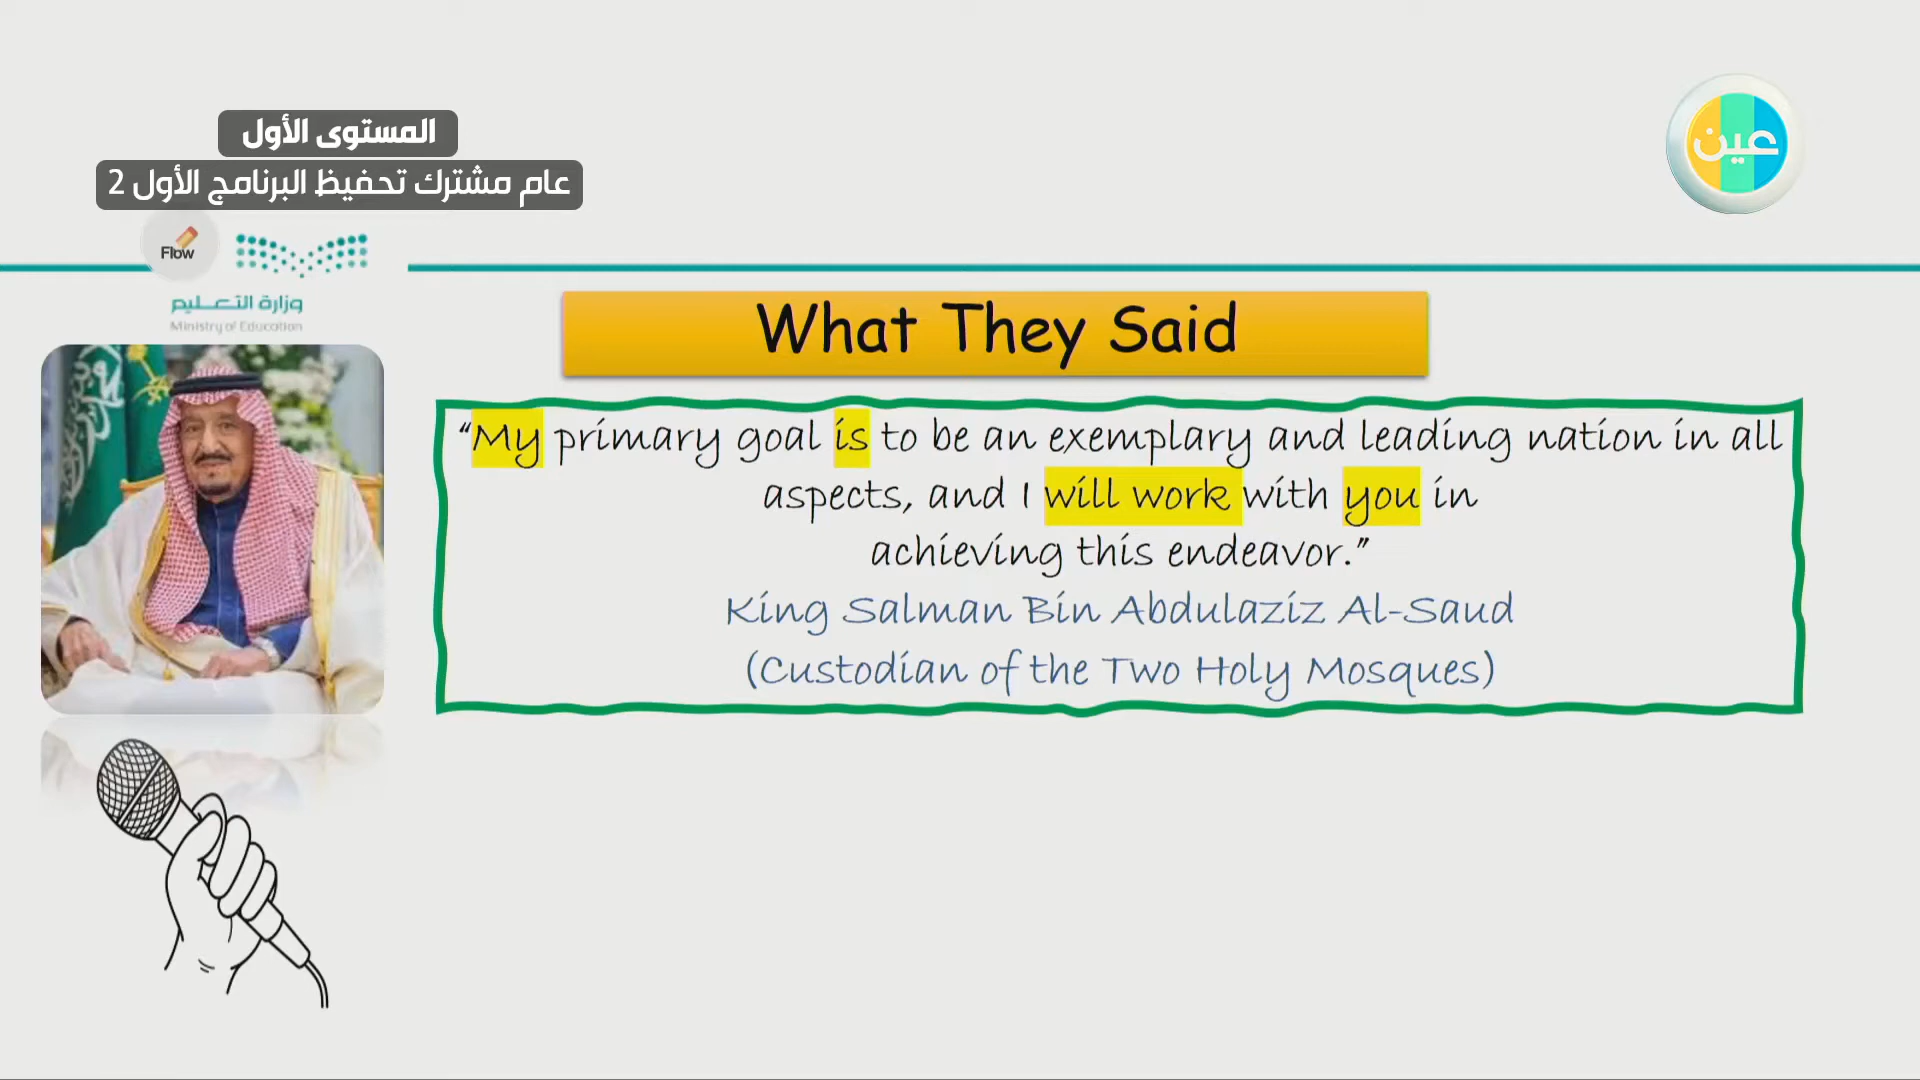 المستوى الأول
عام مشترك تحفيظ البرنامج الأول 2
عين
Flow
وزارة التعليم
Ministry of Education
What They Said
“My primary goal is to be an exemplary and leading nation in all
aspects, and I will work with you in
achieving this endeavor.”
King Salman Bin Abdulaziz Al-Saud
(Custodian of the Two Holy Mosques)